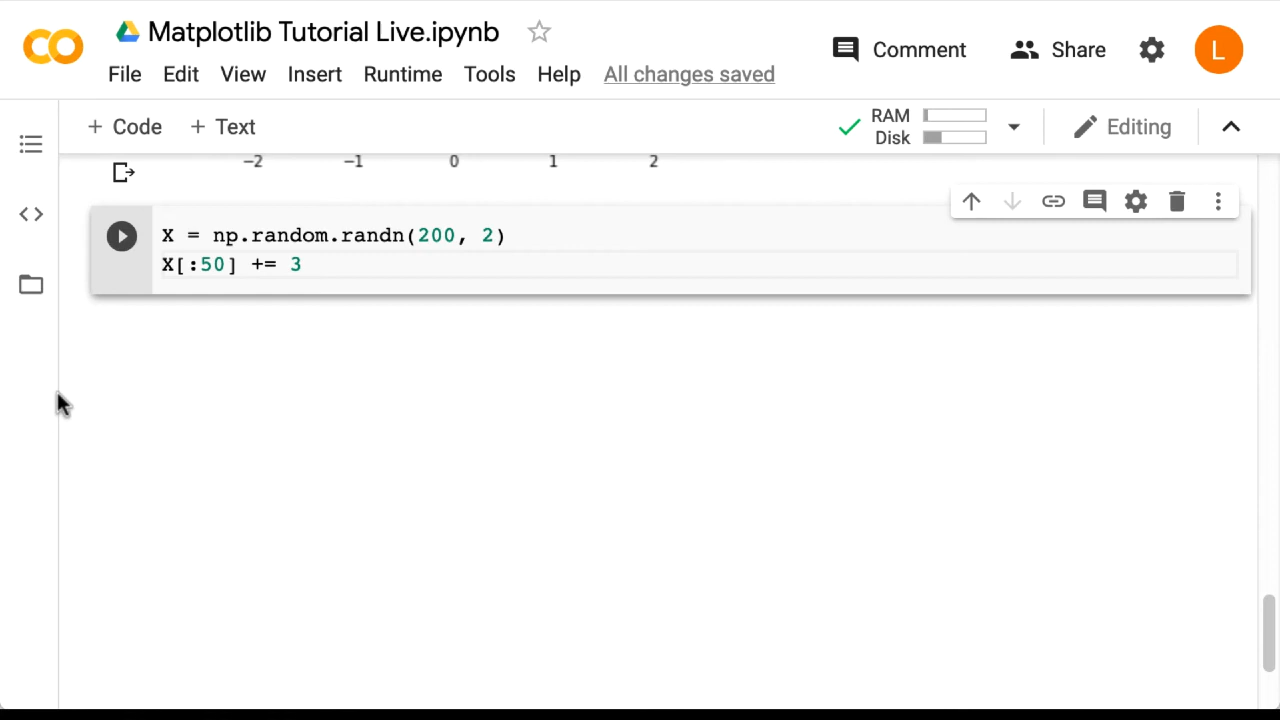 Matplotlib Tutorial Live.ipynb
Comment
Share
L
File Edit View Insert Runtime Tools Help All changes saved
+ Code + Text
RAM
Disk
Editing
−2 −1 0 1 2
X = np.random.randn(200, 2)
X[:50] += 3